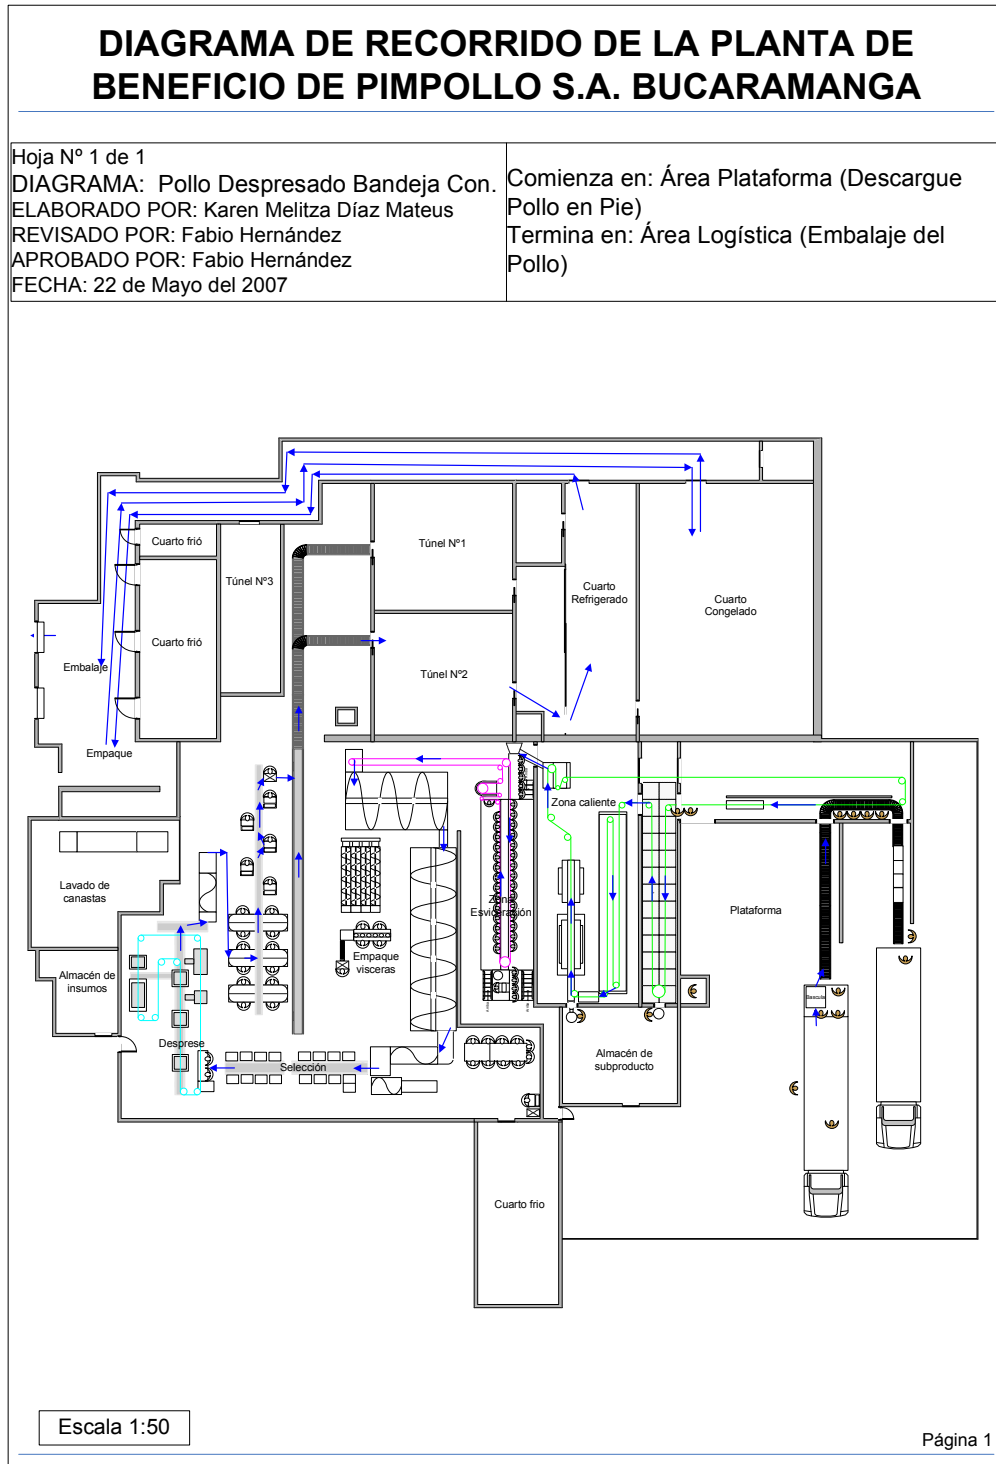 DIAGRAMA DE RECORRIDO DE LA PLANTA DE
BENEFICIO DE PIMPOLLO S.A. BUCARAMANGA
Hoja Nº 1 de 1
DIAGRAMA: Pollo Despresado Bandeja Con.
ELABORADO POR: Karen Melitza Díaz Mateus
REVISADO POR: Fabio Hernández
APROBADO POR: Fabio Hernández
FECHA: 22 de Mayo del 2007
Comienza en: Área Plataforma (Descargue
Pollo en Pie)
Termina en: Área Logística (Embalaje del
Pollo)
Cuarto frió
Túnel Nº1
Túnel Nº3
Cuarto
Refrigerado
Cuarto
Congelado
Cuarto frió
Embalaje
Túnel Nº2
Empaque
Zona caliente
Lavado de
canastas
Zona
Esviceración
Plataforma
Empaque
visceras
Almacén de
insumos
Bascula
Desprese
Selección
Almacén de
subproducto
Cuarto frio
Escala 1:50
Página 1